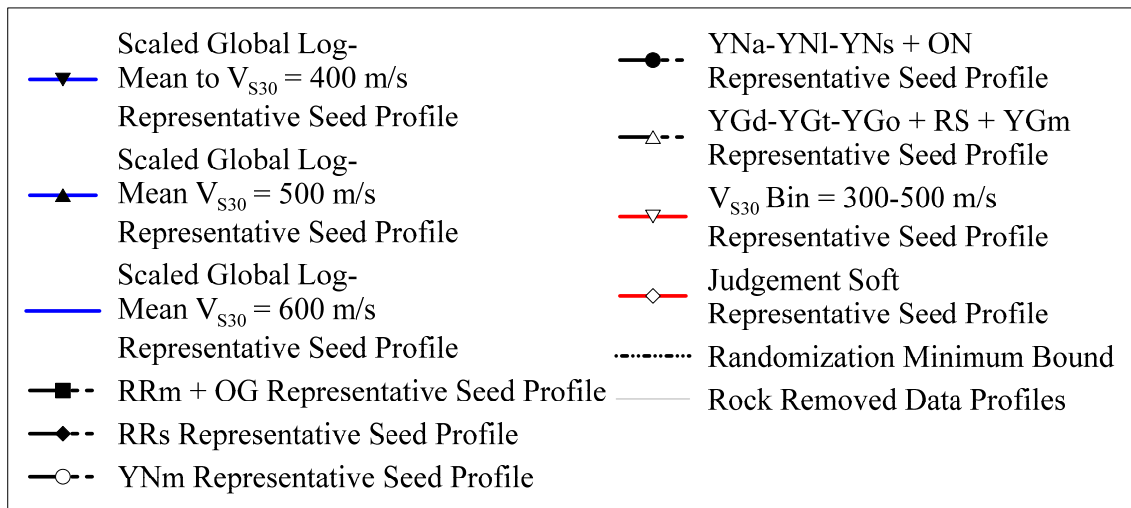 Scaled Global Log-
Mean to VS30 = 400 m/s
Representative Seed Profile
Scaled Global Log-
Mean VS30 = 500 m/s
Representative Seed Profile
Scaled Global Log-
Mean VS30 = 600 m/s
Representative Seed Profile
RRm + OG Representative Seed Profile
RRs Representative Seed Profile
YNm Representative Seed Profile
YNa-YNl-YNs + ON
Representative Seed Profile
YGd-YGt-YGo + RS + YGm
Representative Seed Profile
VS30 Bin = 300-500 m/s
Representative Seed Profile
Judgement Soft
Representative Seed Profile
Randomization Minimum Bound
Rock Removed Data Profiles